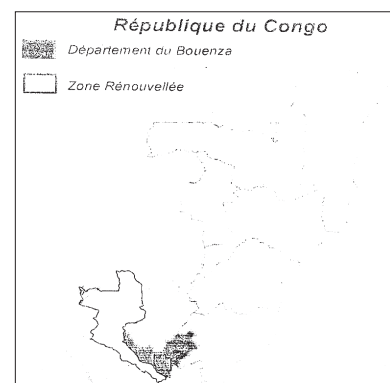 République du Congo
Département du Bouenza
Zone Rénouvellée